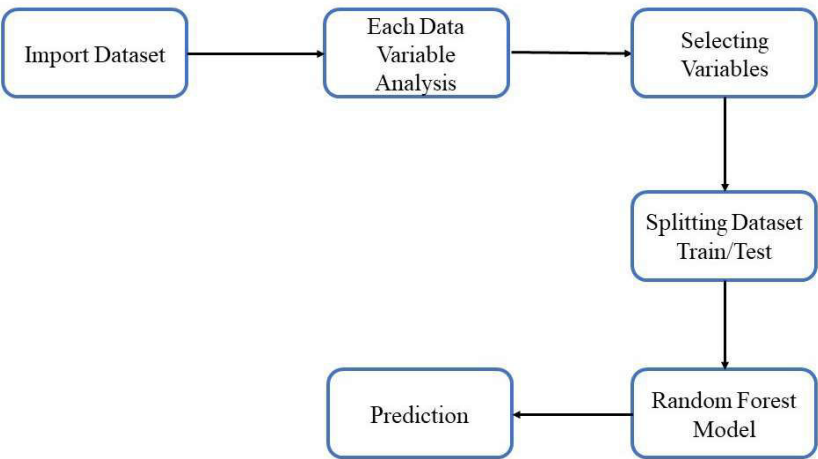 Import Dataset
Each Data
Variable
Analysis
Selecting
Variables
Splitting Dataset
Train/Test
Random Forest
Model
Prediction